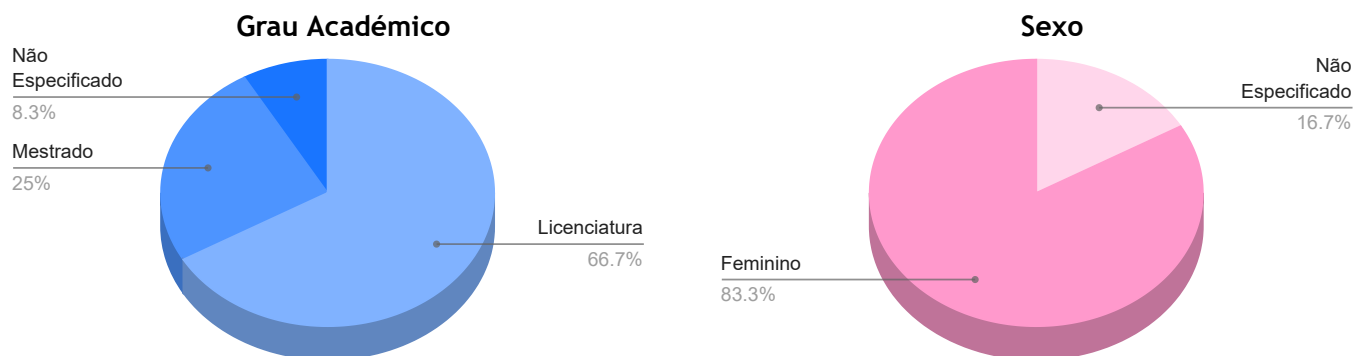 Grau Académico
Não
Especificado
8.3%
Mestrado
25%
Licenciatura
66.7%
Sexo
Não
Especificado
16.7%
Feminino
83.3%